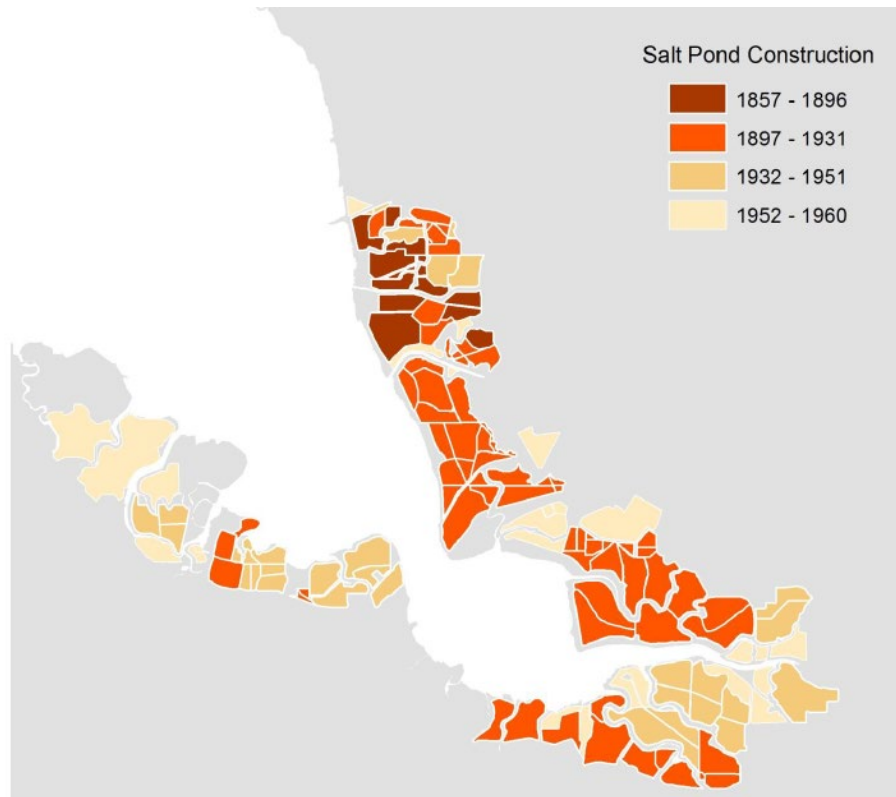 Salt Pond Construction
1857 - 1896
1897 - 1931
1932 - 1951
1952 - 1960